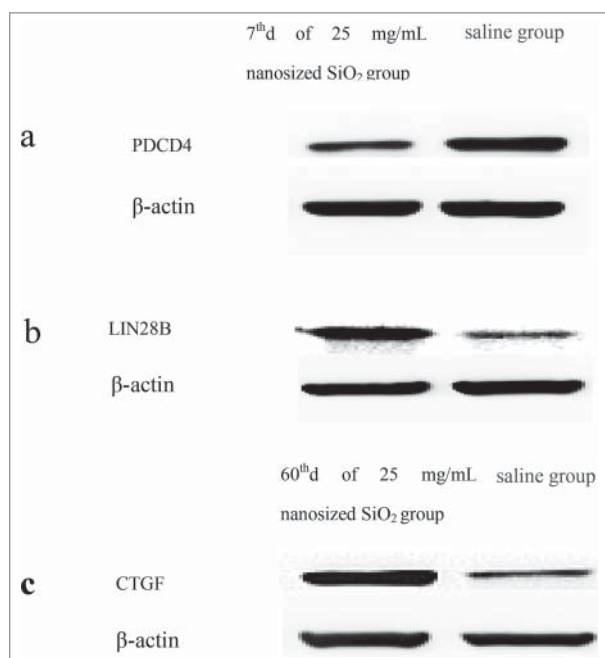 7thd of 25 mg/mL saline group
nanosized SiO2 group
a
PDCD4
β-actin
b
LIN28B
β-actin
60thd of 25 mg/mL saline group
nanosized SiO2 group
c
CTGF
β-actin